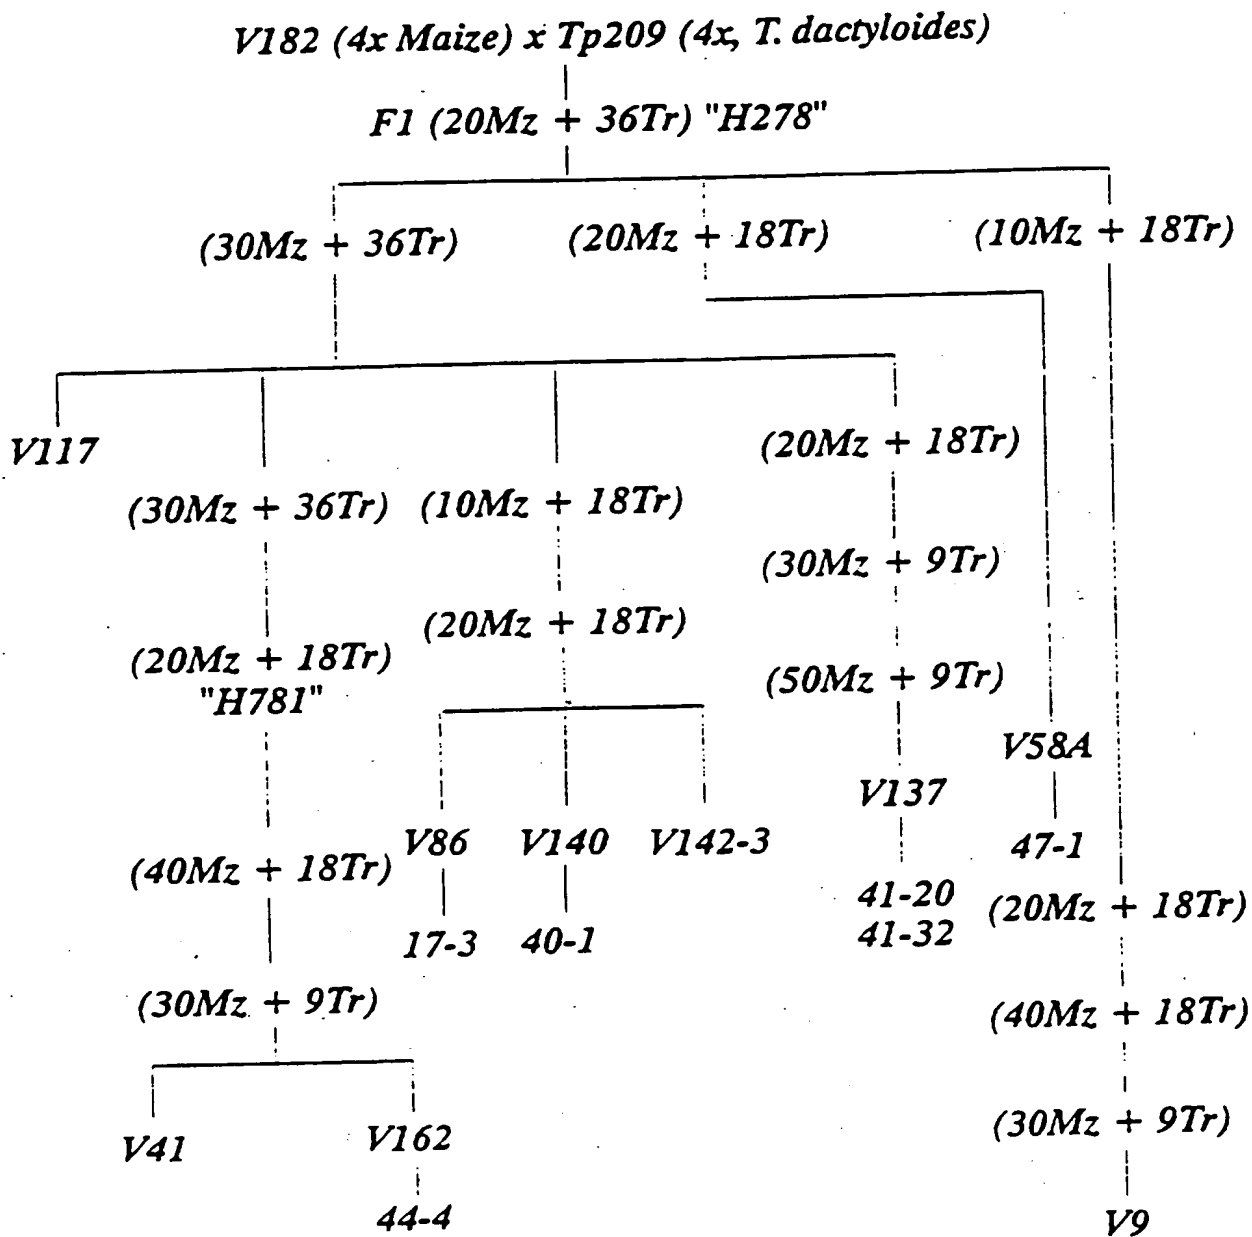 V182 (4x Maize) x Tp209 (4x, T. dactyloides)
F1 (20Mz + 36Tr) "H278"
(30Mz + 36Tr) (20Mz + 18Tr) (10Mz + 18Tr)
V117
(20Mz + 18Tr)
(30Mz + 36Tr) (10Mz + 18Tr)
(30Mz + 9Tr)
(20Mz + 18Tr)
(20Mz + 18Tr)
"H781"
(50Mz + 9Tr)
V58A
V137
V86 V140 V142-3
47-1
(40Mz + 18Tr)
41-20
41-32
(20Mz + 18Tr)
17-3 40-1
(30Mz + 9Tr)
(40Mz + 18Tr)
V41 V162
(30Mz + 9Tr)
44-4
V9